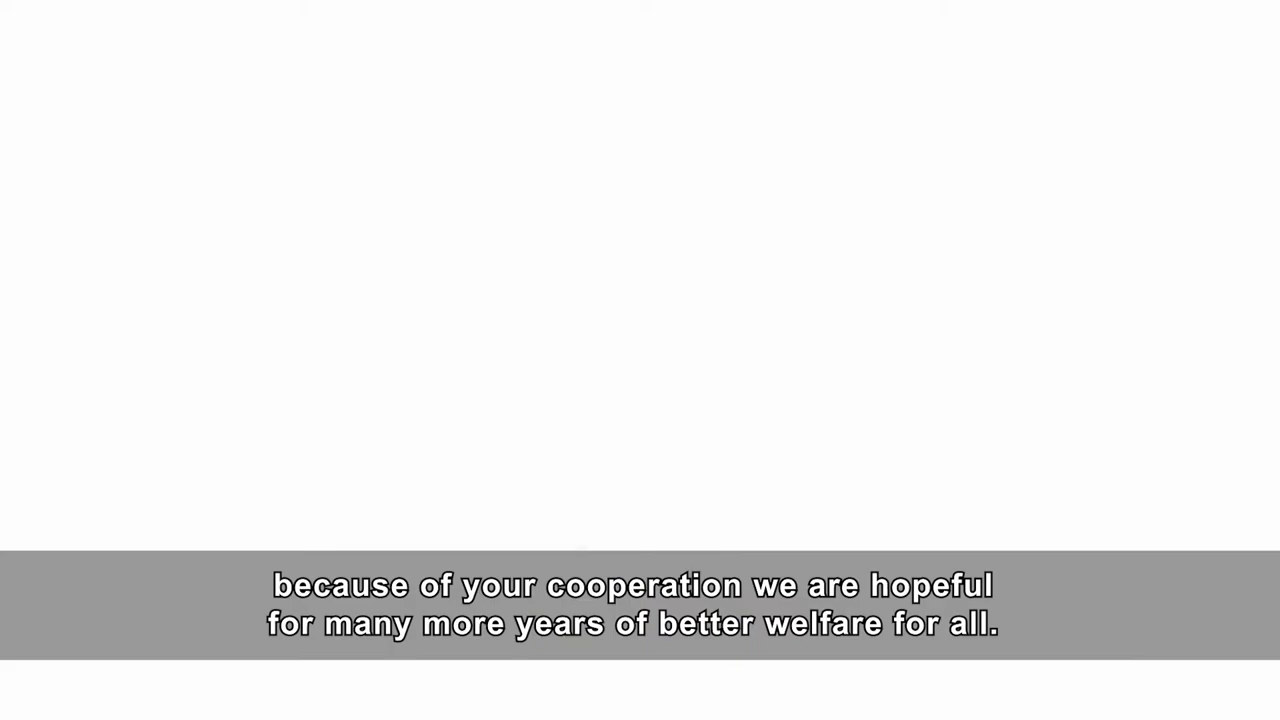 because of your cooperation we are hopeful
for many more years of better welfare for all.